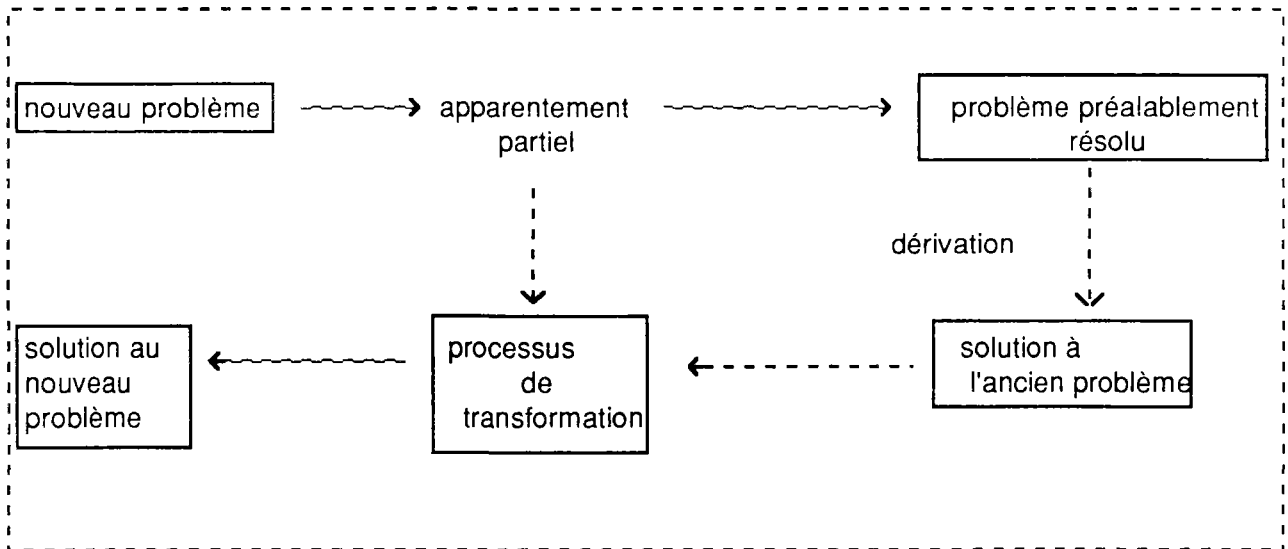 nouveau problème
apparentement
partiel
problème préalablement
résolu
dérivation
solution au
nouveau
problème
processus
de
transformation
solution à
l'ancien problème